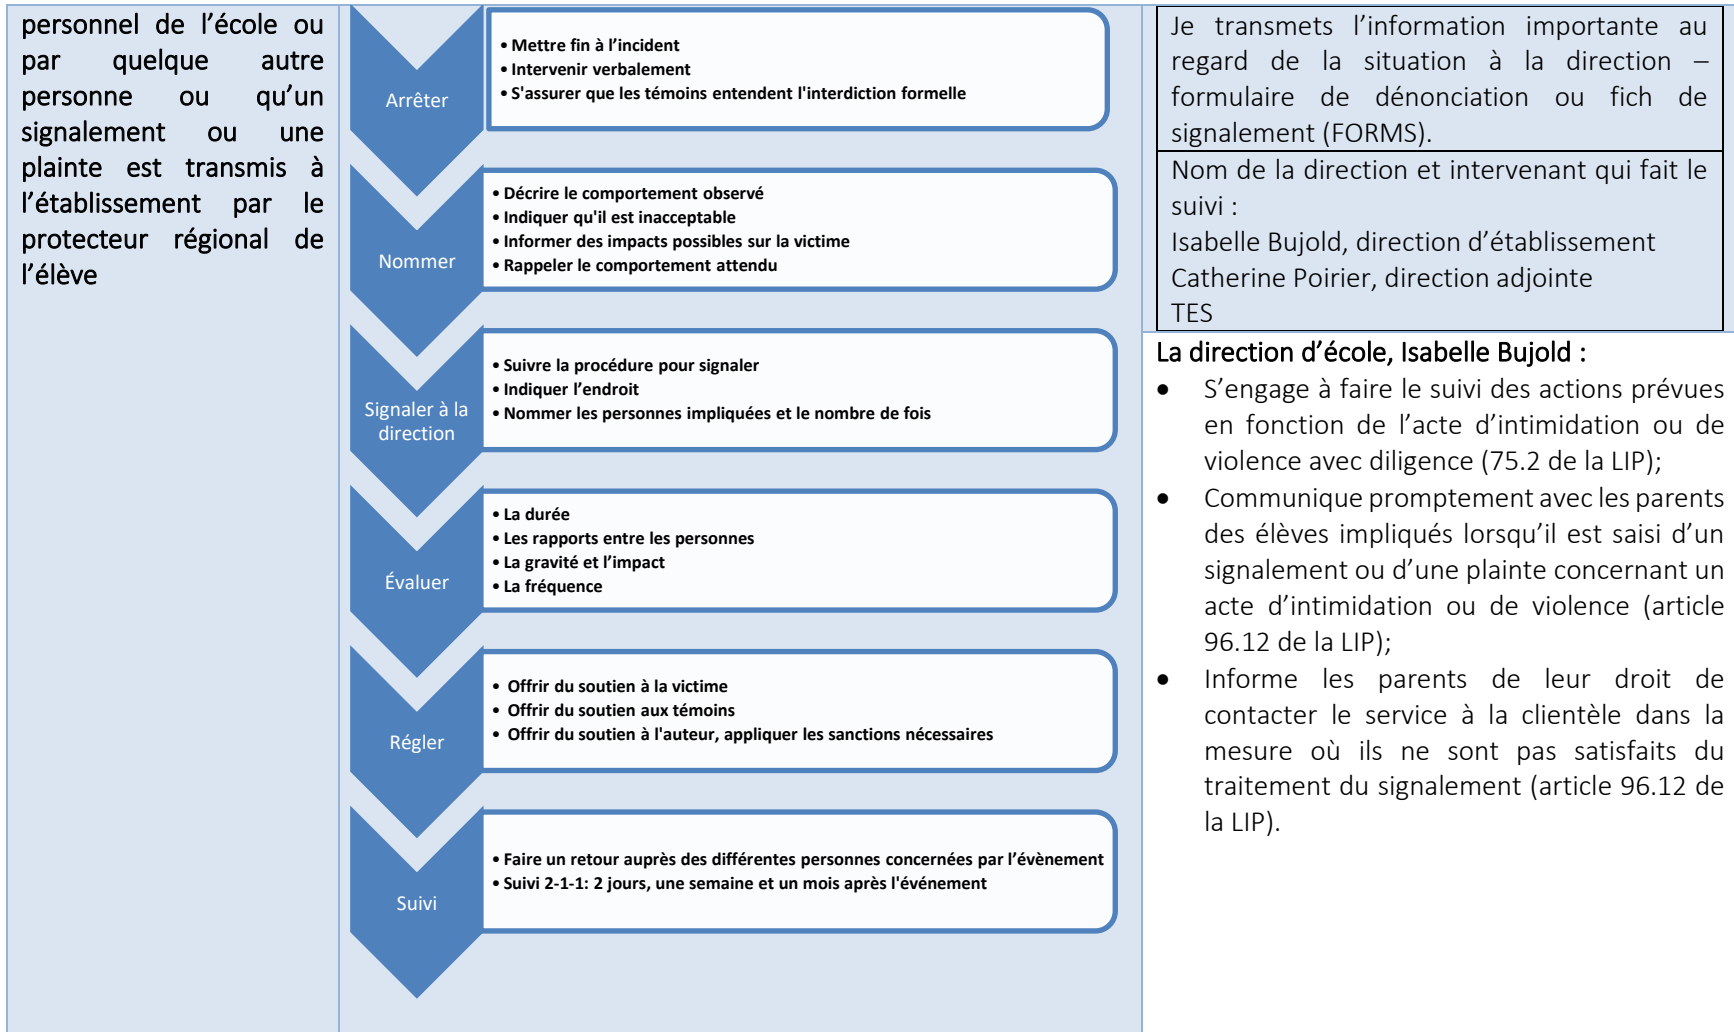 personnel de l’école ou
par quelque autre
personne ou qu’un
signalement ou une
plainte est transmis à
l’établissement par le
protecteur régional de
l’élève
Arrêter
• Mettre fin à l’incident
• Intervenir verbalement
• S'assurer que les témoins entendent l'interdiction formelle
Nommer
• Décrire le comportement observé
• Indiquer qu'il est inacceptable
• Informer des impacts possibles sur la victime
• Rappeler le comportement attendu
Signaler à la
direction
• Suivre la procédure pour signaler
• Indiquer l’endroit
• Nommer les personnes impliquées et le nombre de fois
Évaluer
• La durée
• Les rapports entre les personnes
• La gravité et l’impact
• La fréquence
Régler
• Offrir du soutien à la victime
• Offrir du soutien aux témoins
• Offrir du soutien à l'auteur, appliquer les sanctions nécessaires
Suivi
• Faire un retour auprès des différentes personnes concernées par l’évènement
• Suivi 2-1-1: 2 jours, une semaine et un mois après l'événement
Je transmets l’information importante au
regard de la situation à la direction –
formulaire de dénonciation ou fich de
signalement (FORMS).
Nom de la direction et intervenant qui fait le
suivi :
Isabelle Bujold, direction d’établissement
Catherine Poirier, direction adjointe
TES
La direction d’école, Isabelle Bujold :
• S’engage à faire le suivi des actions prévues
en fonction de l’acte d’intimidation ou de
violence avec diligence (75.2 de la LIP);
• Communique promptement avec les parents
des élèves impliqués lorsqu’il est saisi d’un
signalement ou d’une plainte concernant un
acte d’intimidation ou de violence (article
96.12 de la LIP);
• Informe les parents de leur droit de
contacter le service à la clientèle dans la
mesure où ils ne sont pas satisfaits du
traitement du signalement (article 96.12 de
la LIP).